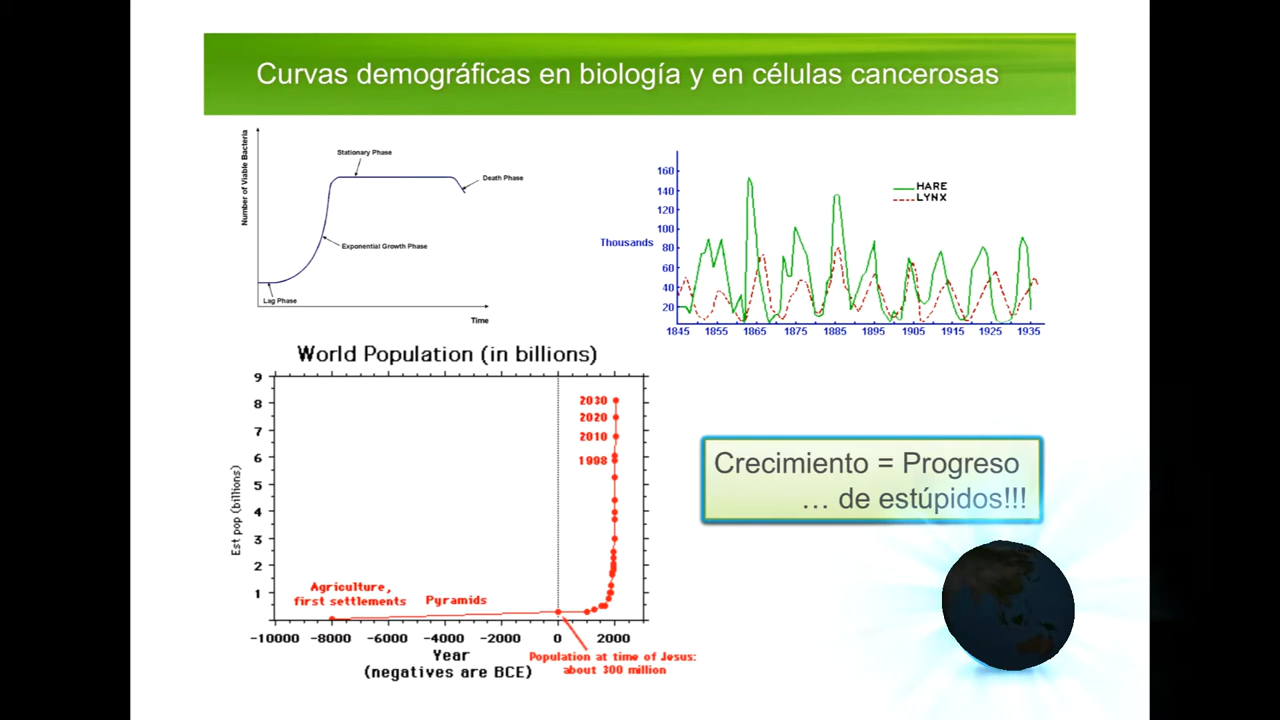 Curvas demográficas en biología y en células cancerosas
Number of Viable Bacteria
Stationary Phase
Death Phase
Exponential Growth Phase
Lag Phase
Time
HARE
LYNX
Thousands
160
140
120
100
80
60
40
20
1845 1855 1865 1875 1885 1895 1905 1915 1925 1935
World Population (in billions)
Est pop (billions)
9
8
7
6
5
4
3
2
1
2030
2020
2010
1998
Agriculture,
first settlements
Pyramids
-10000 -8000 -6000 -4000 -2000 0 2000
Year
(negatives are BCE)
Population at time of Jesus:
about 300 million
Crecimiento = Progreso
... de estúpidos!!!